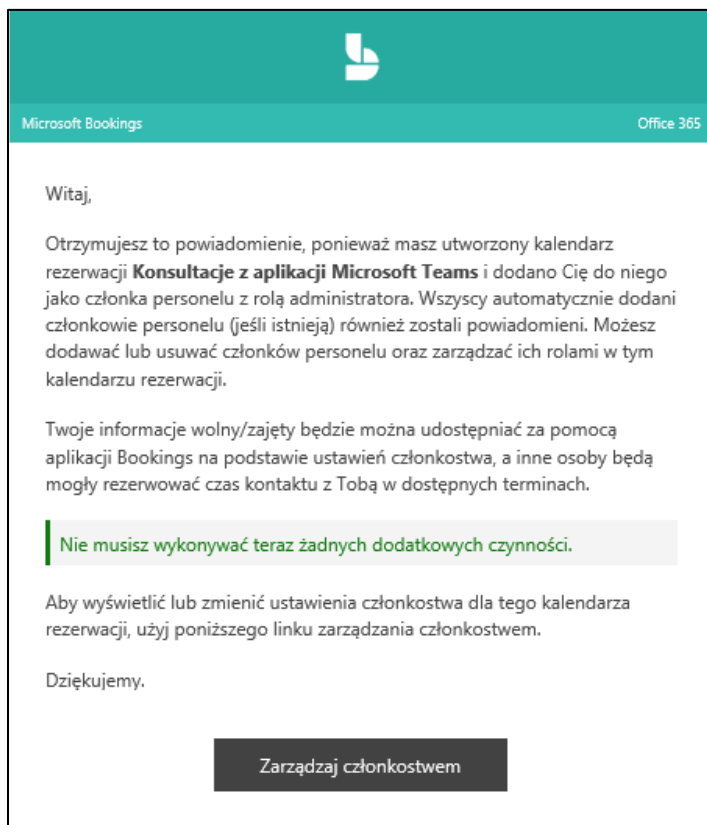 Microsoft Bookings
Office 365
Witaj,
Otrzymujesz to powiadomienie, ponieważ masz utworzony kalendarz
rezerwacji Konsultacje z aplikacji Microsoft Teams i dodano Cię do niego
jako członka personelu z rolą administratora. Wszyscy automatycznie dodani
członkowie personelu (jeśli istnieją) również zostali powiadomieni. Możesz
dodawać lub usuwać członków personelu oraz zarządzać ich rolami w tym
kalendarzu rezerwacji.
Twoje informacje wolny/zajęty będzie można udostępniać za pomocą
aplikacji Bookings na podstawie ustawień członkostwa, a inne osoby będą
mogły rezerwować czas kontaktu z Tobą w dostępnych terminach.
Nie musisz wykonywać teraz żadnych dodatkowych czynności.
Aby wyświetlić lub zmienić ustawienia członkostwa dla tego kalendarza
rezerwacji, użyj poniższego linku zarządzania członkostwem.
Dziękujemy.
Zarządzaj członkostwem